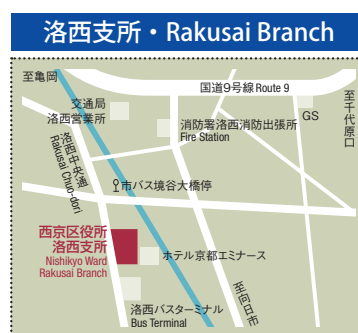 洛西支所・Rakusai Branch
至亀岡
国道9号線 Route 9
至千代原口
交通局
洛西営業所
GS
消防署洛西消防出張所
Fire Station
洛西中央通
Rakusai Chuo-dori
市バス境谷大橋停
西京区役所
洛西支所
Nishikyo Ward
Rakusai Branch
ホテル京都エミナース
至向日市
洛西バスターミナル
Bus Terminal